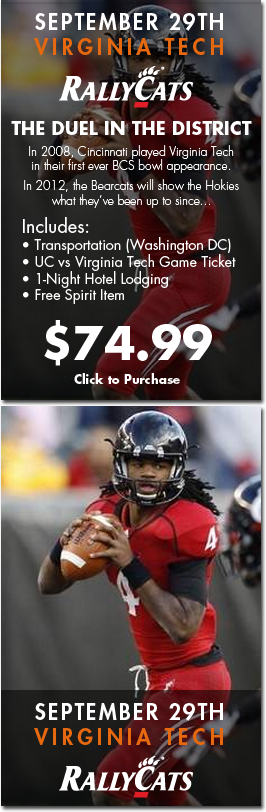 SEPTEMBER 29TH
VIRGINIA TECH
RALLYCATS
THE DUEL IN THE DISTRICT
In 2008, Cincinnati played Virginia Tech
in their first ever BCS bowl appearance.
In 2012, the Bearcats will show the Hokies
what they've been up to since...
Includes:
• Transportation (Washington DC)
• UC vs Virginia Tech Game Ticket
• 1-Night Hotel Lodging
• Free Spirit Item
$74.99
Click to Purchase
4
4
SEPTEMBER 29TH
VIRGINIA TECH
RALLYCATS